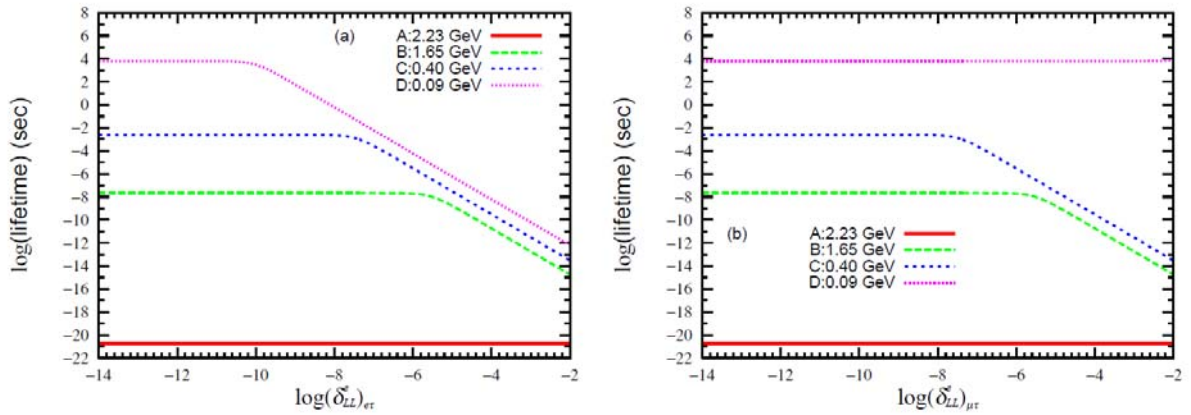 (a)
A:2.23 GeV
B:1.65 GeV
C:0.40 GeV
D:0.09 GeV
8
6
4
2
0
−2
−4
−6
−8
−10
−12
−14
−16
−18
−20
−22
log(lifetime) (sec)
−14 −12 −10 −8 −6 −4 −2
log(δ^e_LL)_eτ
8
6
4
2
0
−2
−4
−6
−8
−10
−12
−14
−16
−18
−20
−22
log(lifetime) (sec)
(b)
A:2.23 GeV
B:1.65 GeV
C:0.40 GeV
D:0.09 GeV
−14 −12 −10 −8 −6 −4 −2
log(δ^e_LL)_μτ